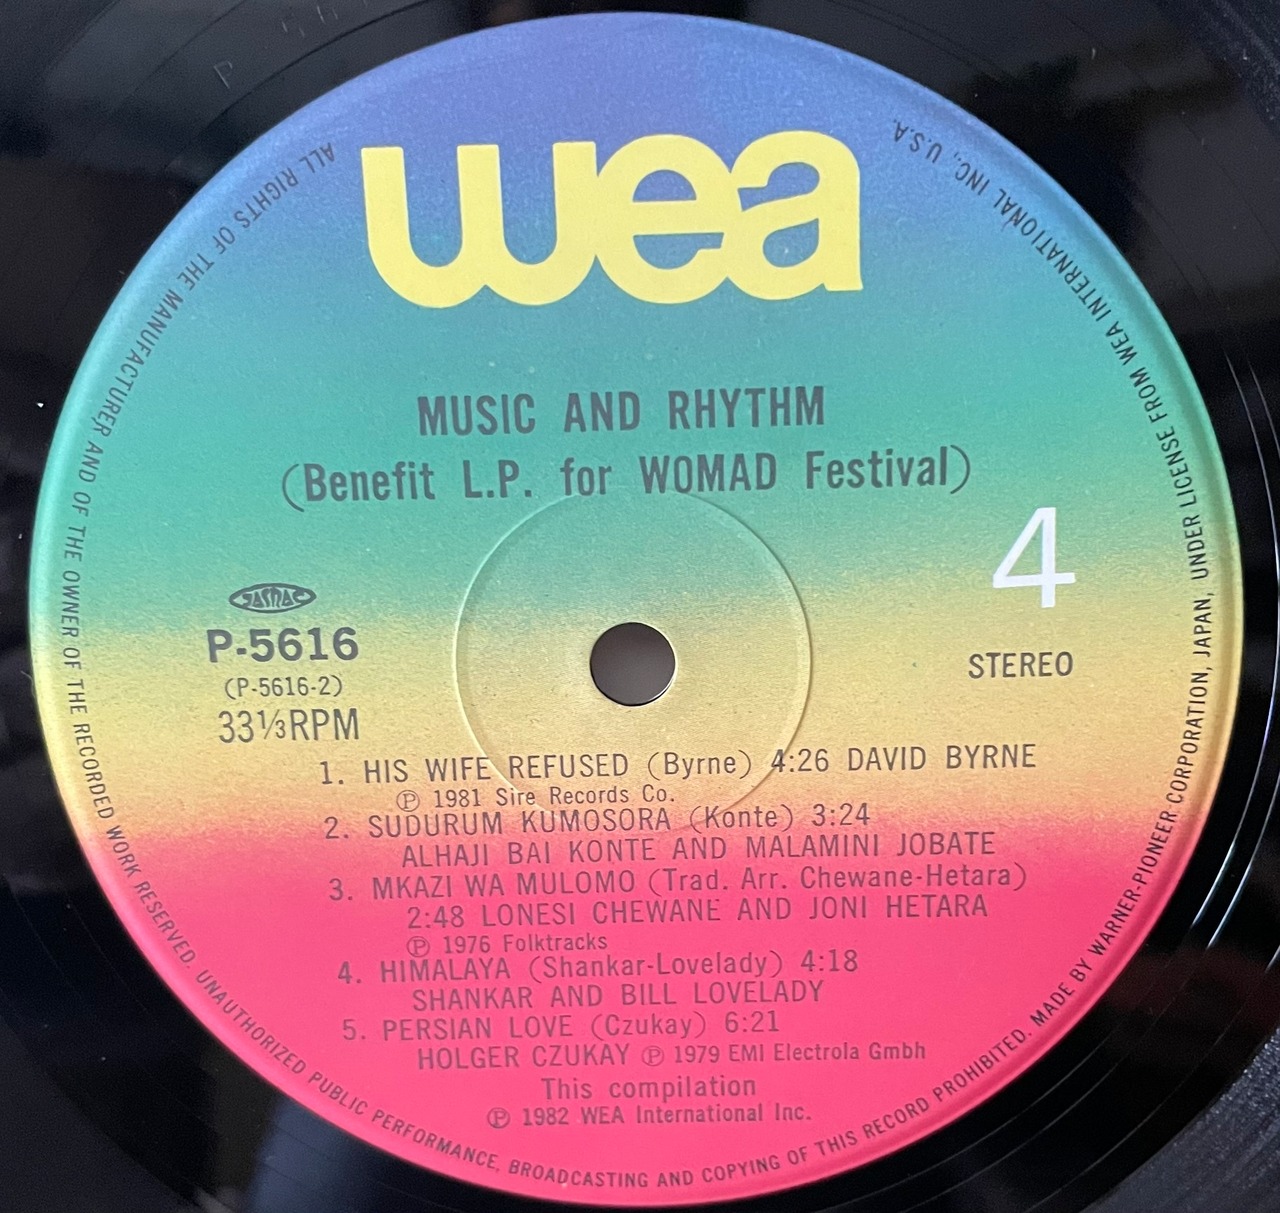 wea
MUSIC AND RHYTHM
(Benefit L.P. for WOMAD Festival)
4
STEREO
JASRAC
P-5616
(P-5616-2)
33⅓RPM
1. HIS WIFE REFUSED (Byrne) 4:26 DAVID BYRNE
Ⓟ 1981 Sire Records Co.
2. SUDURUM KUMOSORA (Konte) 3:24
ALHAJI BAI KONTE AND MALAMINI JOBATE
3. MKAZI WA MULOMO (Trad. Arr. Chewane-Hetara)
2:48 LONESI CHEWANE AND JONI HETARA
Ⓟ 1976 Folktracks
4. HIMALAYA (Shankar-Lovelady) 4:18
SHANKAR AND BILL LOVELADY
5. PERSIAN LOVE (Czukay) 6:21
HOLGER CZUKAY Ⓟ 1979 EMI Electrola Gmbh
This compilation
Ⓟ 1982 WEA International Inc.
ALL RIGHTS OF THE MANUFACTURER AND OF THE OWNER OF THE RECORDED WORK RESERVED. UNAUTHORIZED PUBLIC PERFORMANCE, BROADCASTING AND COPYING OF THIS RECORD PROHIBITED. MADE BY WARNER-PIONEER CORPORATION, JAPAN, UNDER LICENSE FROM WEA INTERNATIONAL INC., U.S.A.